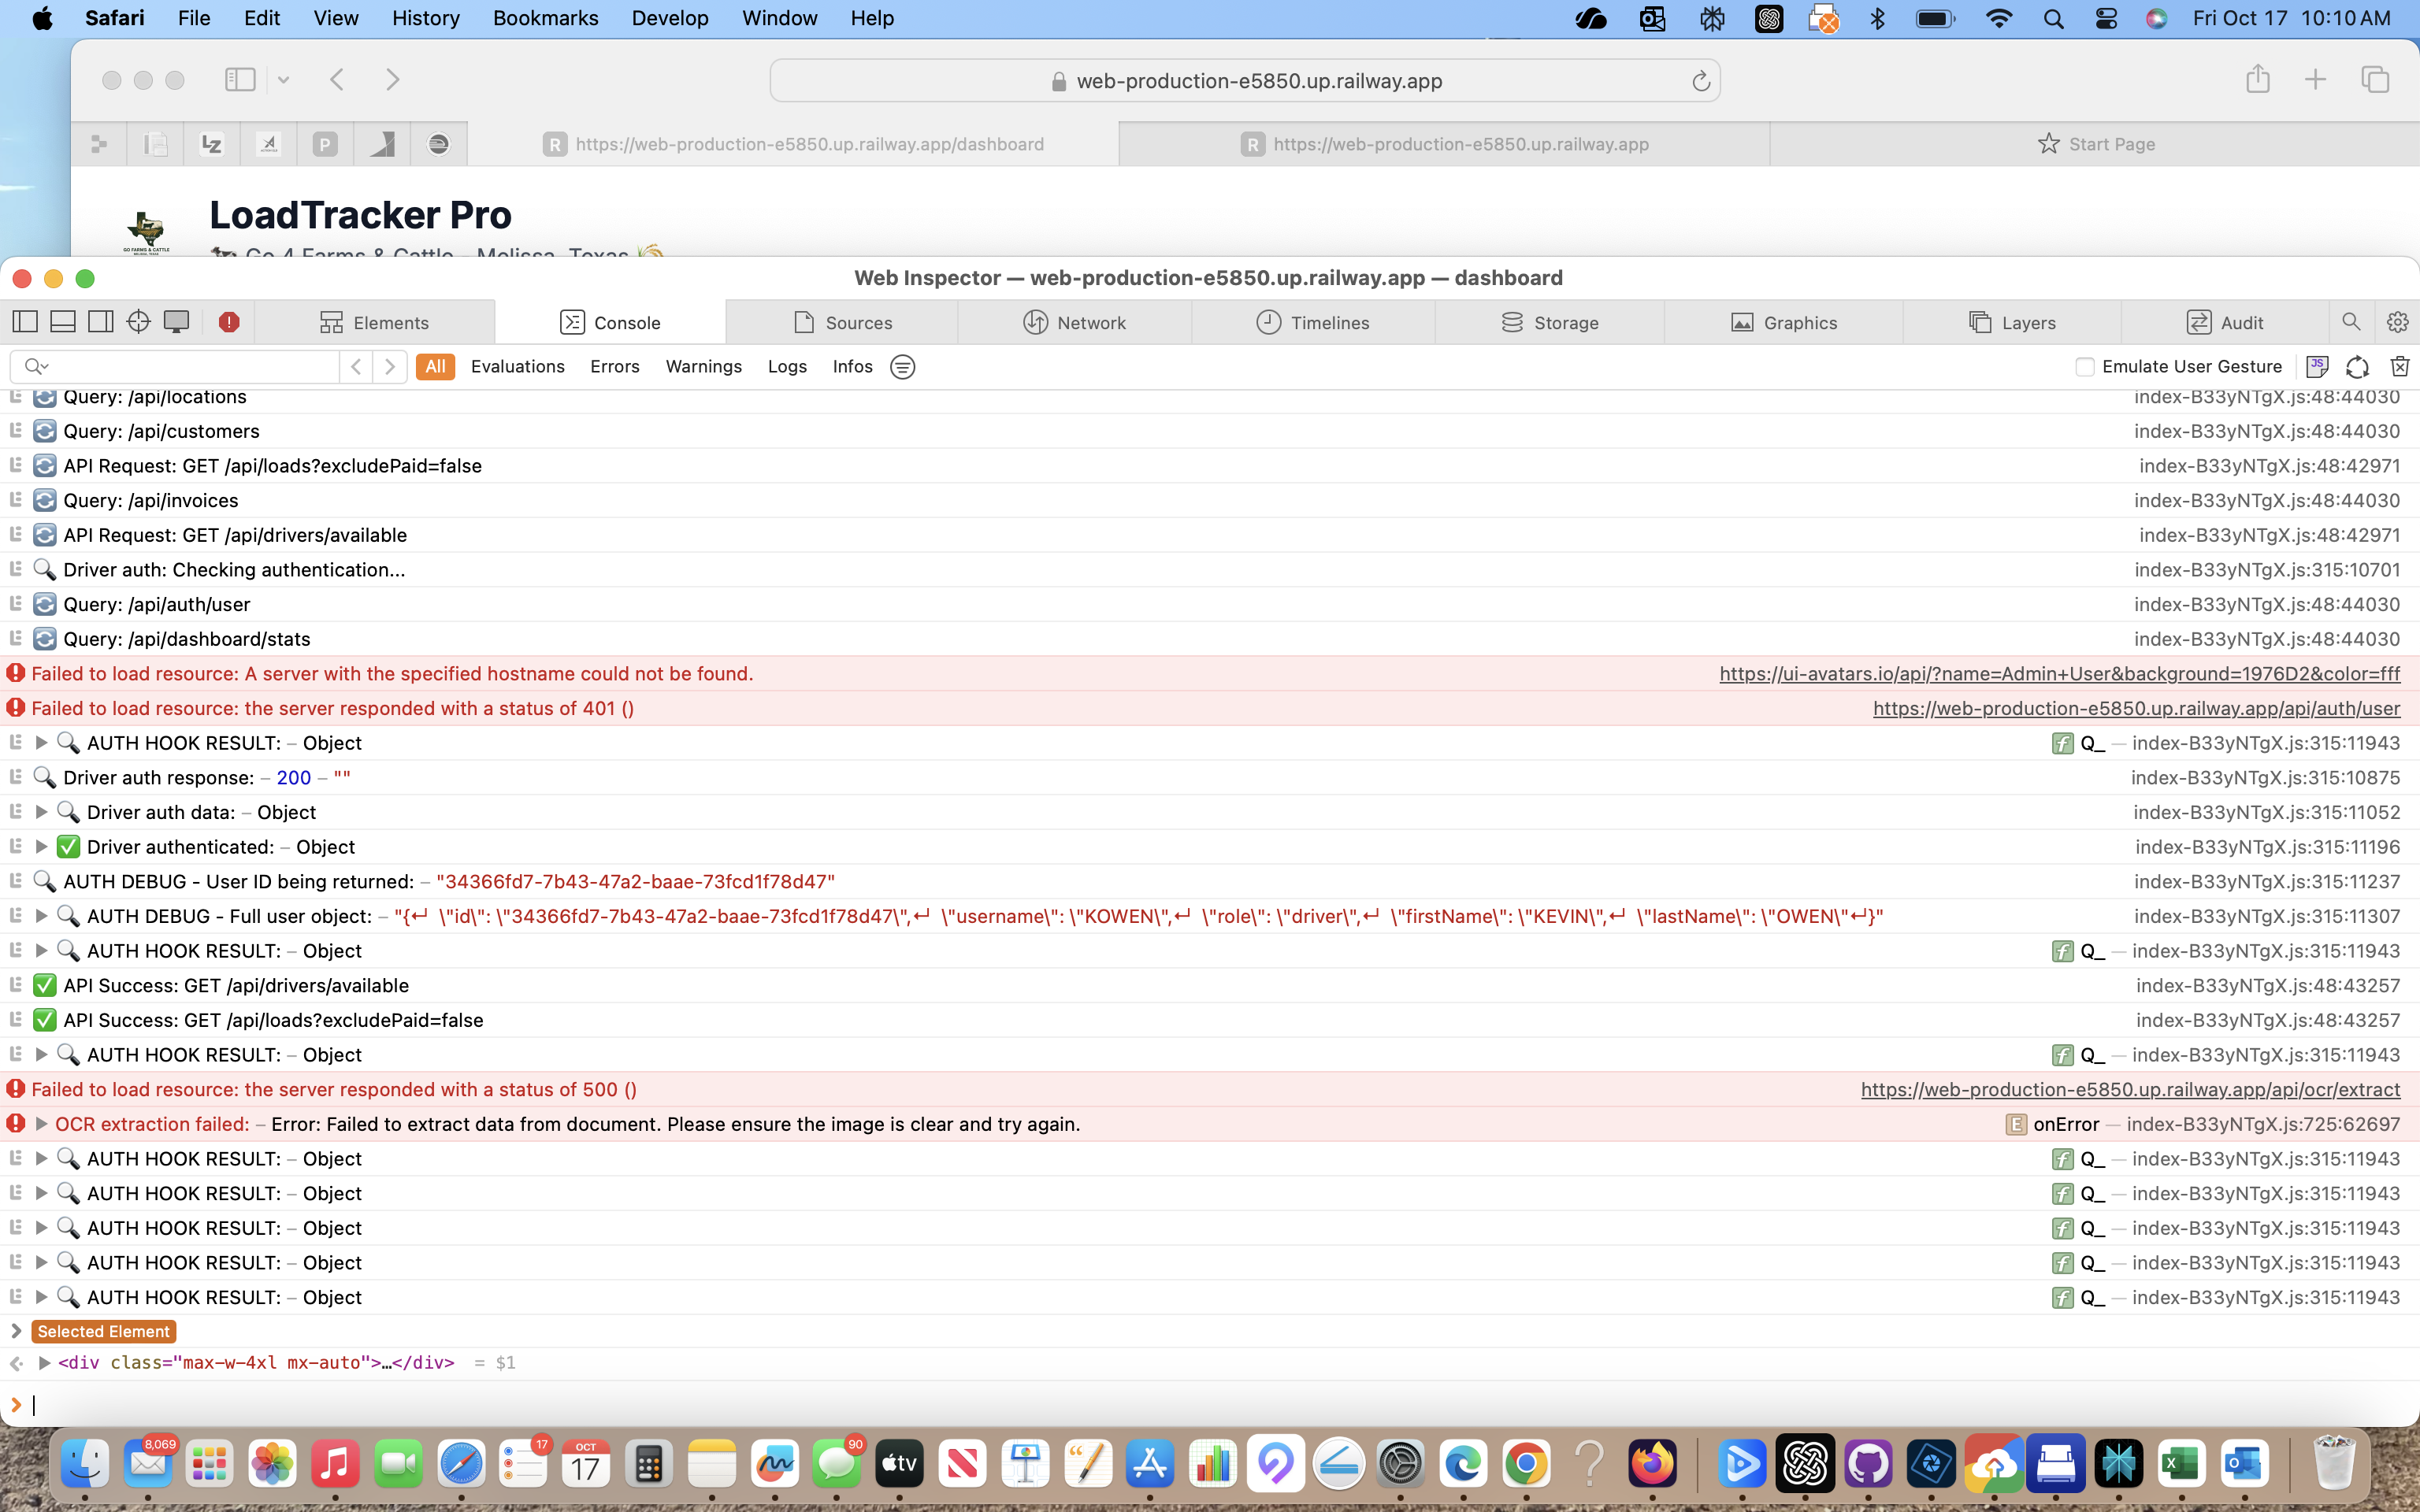 Safari File Edit View History Bookmarks Develop Window Help Fri Oct 17 10:10 AM
web-production-e5850.up.railway.app
LZ P R https://web-production-e5850.up.railway.app/dashboard R https://web-production-e5850.up.railway.app Start Page
LoadTracker Pro
Go 4 Farms & Cattle - Melissa, Texas
Web Inspector — web-production-e5850.up.railway.app — dashboard
Elements Console Sources Network Timelines Storage Graphics Layers Audit
All Evaluations Errors Warnings Logs Infos Emulate User Gesture
Query: /api/locations index-B33yNTgX.js:48:44030
Query: /api/customers index-B33yNTgX.js:48:44030
API Request: GET /api/loads?excludePaid=false index-B33yNTgX.js:48:42971
Query: /api/invoices index-B33yNTgX.js:48:44030
API Request: GET /api/drivers/available index-B33yNTgX.js:48:42971
Driver auth: Checking authentication... index-B33yNTgX.js:315:10701
Query: /api/auth/user index-B33yNTgX.js:48:44030
Query: /api/dashboard/stats index-B33yNTgX.js:48:44030
Failed to load resource: A server with the specified hostname could not be found. https://ui-avatars.io/api/?name=Admin+User&background=1976D2&color=fff
Failed to load resource: the server responded with a status of 401 () https://web-production-e5850.up.railway.app/api/auth/user
AUTH HOOK RESULT: – Object f Q_ — index-B33yNTgX.js:315:11943
Driver auth response: – 200 – "" index-B33yNTgX.js:315:10875
Driver auth data: – Object index-B33yNTgX.js:315:11052
Driver authenticated: – Object index-B33yNTgX.js:315:11196
AUTH DEBUG - User ID being returned: – "34366fd7-7b43-47a2-baae-73fcd1f78d47" index-B33yNTgX.js:315:11237
AUTH DEBUG - Full user object: – "{↵ \"id\": \"34366fd7-7b43-47a2-baae-73fcd1f78d47\",↵ \"username\": \"KOWEN\",↵ \"role\": \"driver\",↵ \"firstName\": \"KEVIN\",↵ \"lastName\": \"OWEN\"↵}" index-B33yNTgX.js:315:11307
AUTH HOOK RESULT: – Object f Q_ — index-B33yNTgX.js:315:11943
API Success: GET /api/drivers/available index-B33yNTgX.js:48:43257
API Success: GET /api/loads?excludePaid=false index-B33yNTgX.js:48:43257
AUTH HOOK RESULT: – Object f Q_ — index-B33yNTgX.js:315:11943
Failed to load resource: the server responded with a status of 500 () https://web-production-e5850.up.railway.app/api/ocr/extract
OCR extraction failed: – Error: Failed to extract data from document. Please ensure the image is clear and try again. E onError — index-B33yNTgX.js:725:62697
AUTH HOOK RESULT: – Object f Q_ — index-B33yNTgX.js:315:11943
AUTH HOOK RESULT: – Object f Q_ — index-B33yNTgX.js:315:11943
AUTH HOOK RESULT: – Object f Q_ — index-B33yNTgX.js:315:11943
AUTH HOOK RESULT: – Object f Q_ — index-B33yNTgX.js:315:11943
AUTH HOOK RESULT: – Object f Q_ — index-B33yNTgX.js:315:11943
Selected Element
<div class="max-w-4xl mx-auto">…</div> = $1
8,069 17 OCT 17 90 tv